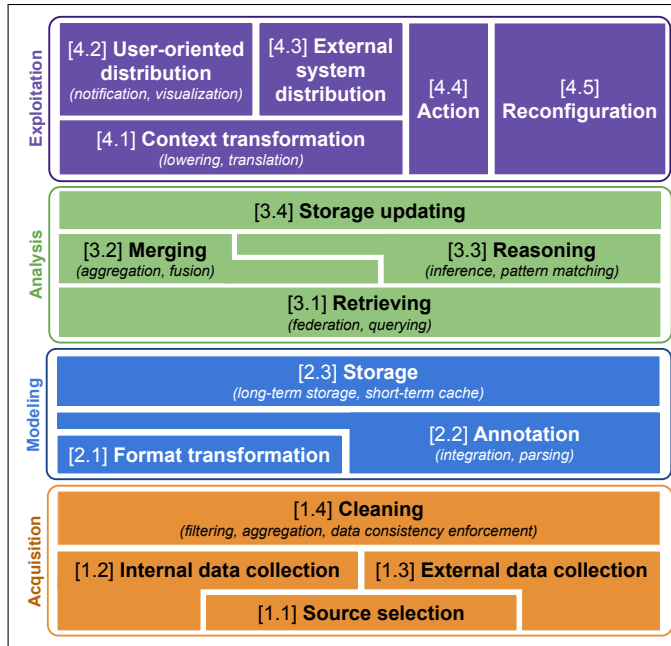 Exploitation
[4.2] User-oriented
distribution
(notification, visualization)
[4.3] External
system
distribution
[4.4]
Action
[4.5]
Reconfiguration
[4.1] Context transformation
(lowering, translation)
Analysis
[3.4] Storage updating
[3.2] Merging
(aggregation, fusion)
[3.3] Reasoning
(inference, pattern matching)
[3.1] Retrieving
(federation, querying)
Modeling
[2.3] Storage
(long-term storage, short-term cache)
[2.2] Annotation
(integration, parsing)
[2.1] Format transformation
Acquisition
[1.4] Cleaning
(filtering, aggregation, data consistency enforcement)
[1.2] Internal data collection
[1.3] External data collection
[1.1] Source selection